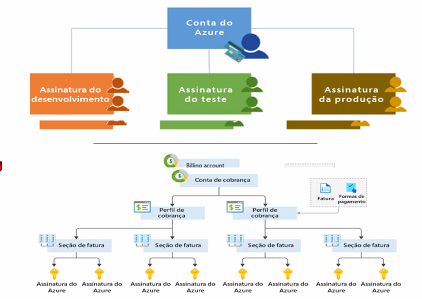 Conta do
Azure
Assinatura do
desenvolvimento
Assinatura
do teste
Assinatura
da produção
Billing account
Conta de cobrança
Perfil de
cobrança
Perfil de
cobrança
Fatura
Formas de
pagamento
Seção de fatura
Seção de fatura
Seção de fatura
Seção de fatura
Assinatura do
Azure
Assinatura do
Azure
Assinatura do
Azure
Assinatura do
Azure
Assinatura do
Azure
Assinatura do
Azure
Assinatura do
Azure
Assinatura do
Azure